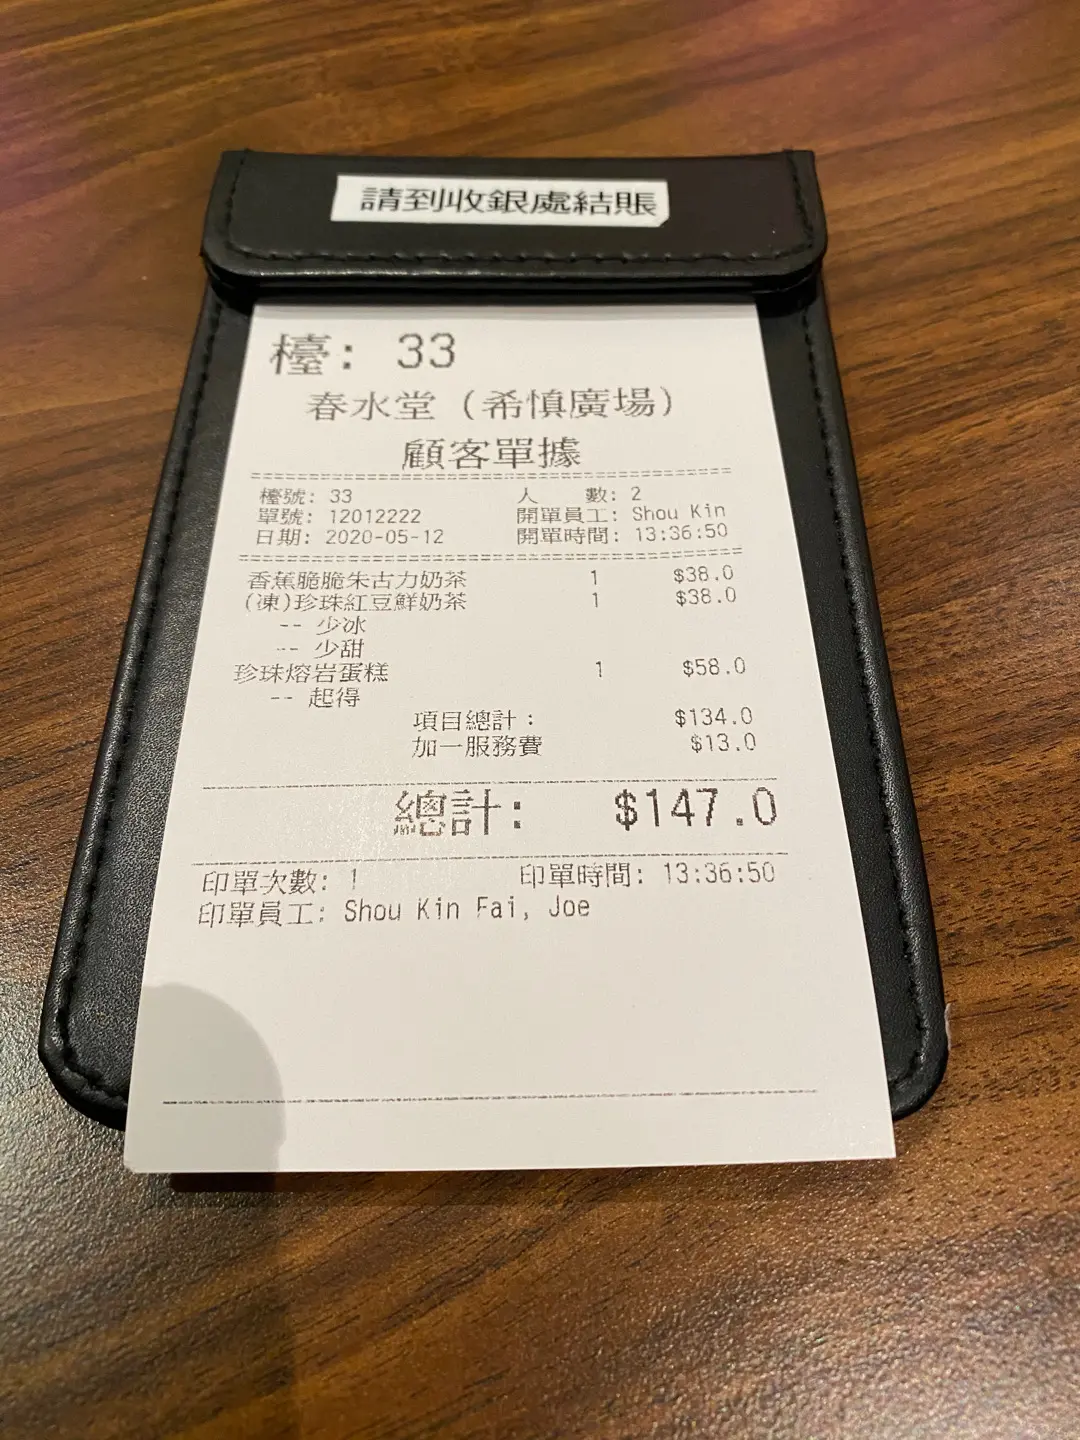 請到收銀處結賬
檯: 33
春水堂 (希慎廣場)
顧客單據
檯號: 33 人 數: 2
單號: 12012222 開單員工: Shou Kin
日期: 2020-05-12 開單時間: 13:36:50
香蕉脆脆朱古力奶茶 1 $38.0
(凍)珍珠紅豆鮮奶茶 1 $38.0
-- 少冰
-- 少甜
珍珠熔岩蛋糕 1 $58.0
-- 起得
項目總計: $134.0
加一服務費 $13.0
總計: $147.0
印單次數: 1 印單時間: 13:36:50
印單員工: Shou Kin Fai, Joe